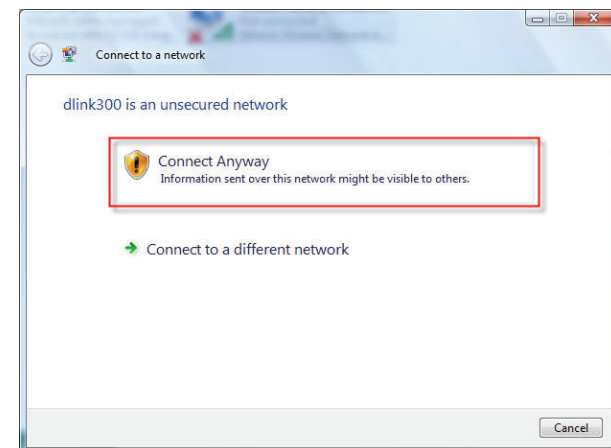 Connect to a network
dlink300 is an unsecured network
Connect Anyway
Information sent over this network might be visible to others.
Connect to a different network
Cancel